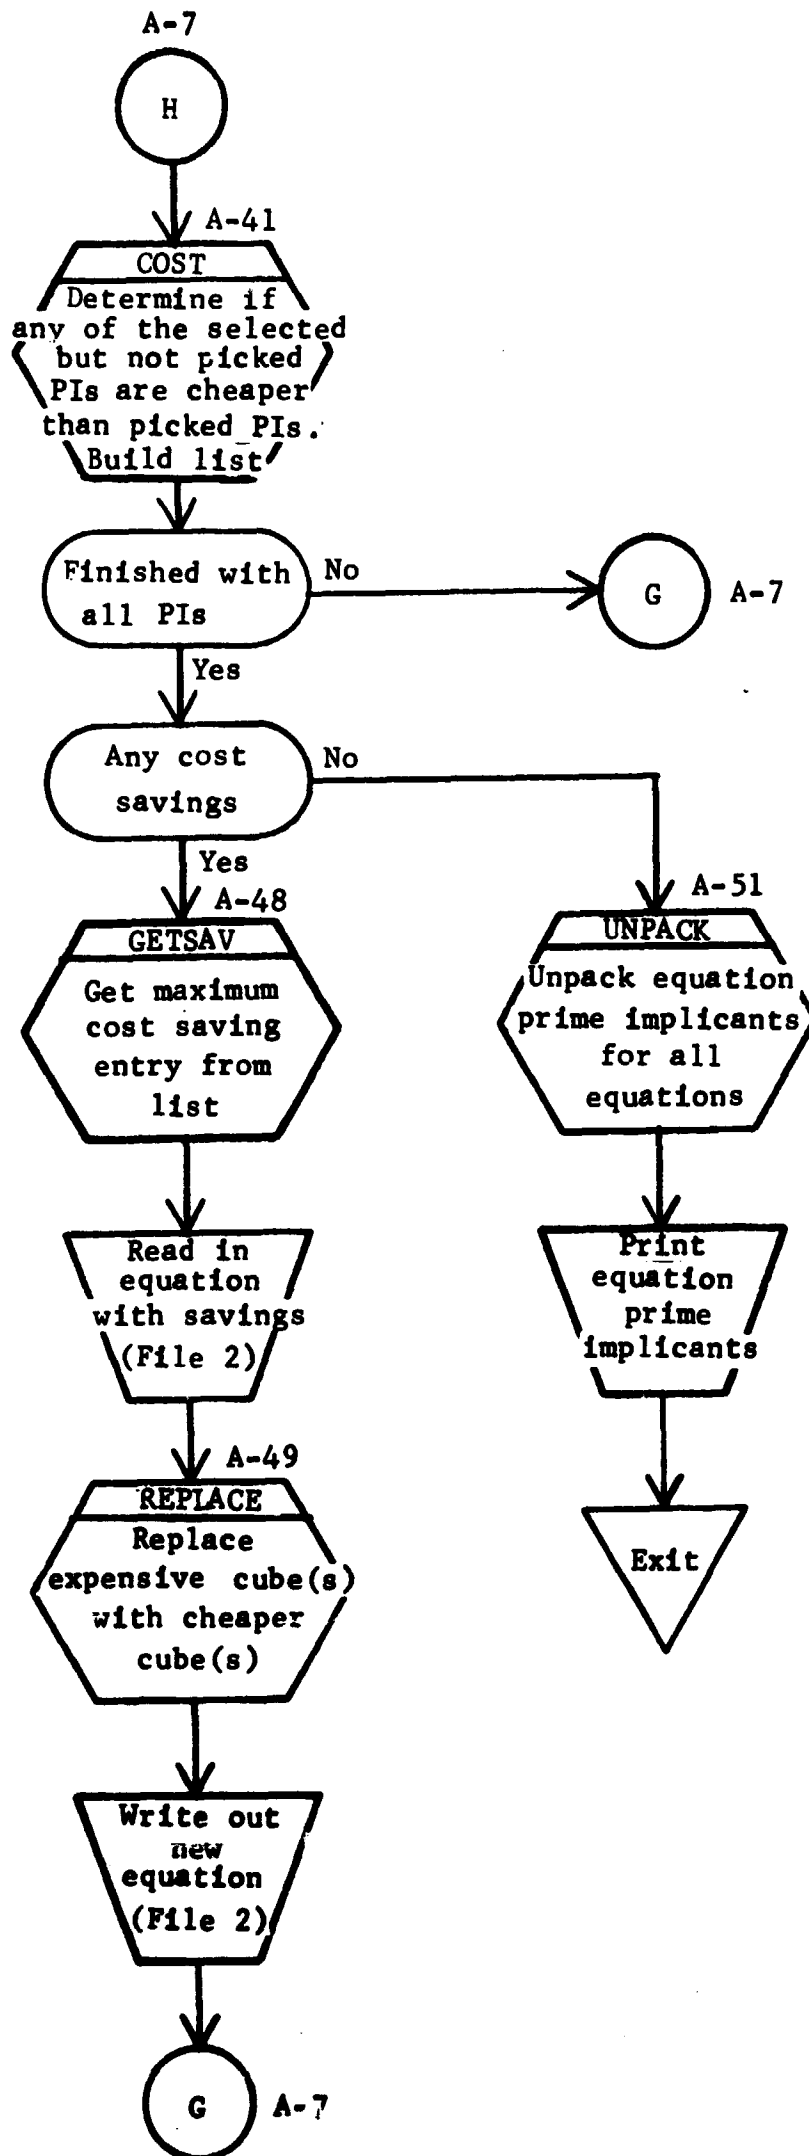 A-7
H
A-41
COST
Determine if
any of the selected
but not picked
PIs are cheaper
than picked PIs.
Build list
Finished with
all PIs
No
G
A-7
Yes
Any cost
savings
No
Yes
A-48
GETSAV
Get maximum
cost saving
entry from
list
Read in
equation
with savings
(File 2)
A-49
REPLACE
Replace
expensive cube(s)
with cheaper
cube(s)
Write out
new
equation
(File 2)
G
A-7
A-51
UNPACK
Unpack equation
prime implicants
for all
equations
Print
equation
prime
implicants
Exit